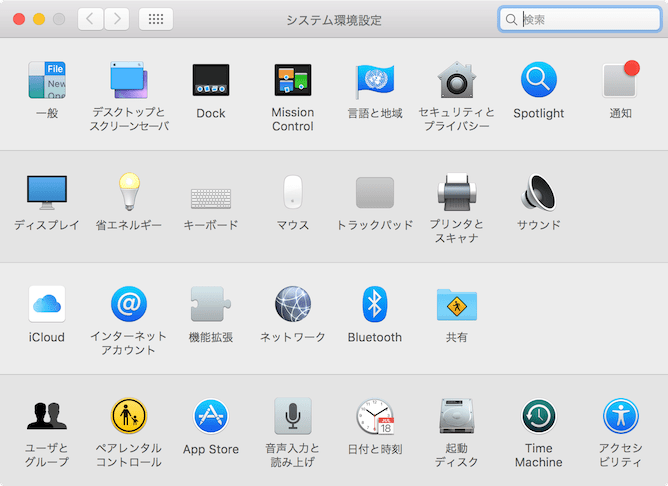 システム環境設定
検索
File
New
One
一般
デスクトップと
スクリーンセーバ
Dock
Mission
Control
言語と地域
セキュリティと
プライバシー
Spotlight
通知
ディスプレイ
省エネルギー
キーボード
マウス
トラックパッド
プリンタと
スキャナ
サウンド
iCloud
インターネット
アカウント
機能拡張
ネットワーク
Bluetooth
共有
ユーザと
グループ
ペアレンタル
コントロール
App Store
音声入力と
読み上げ
JUL
18
日付と時刻
起動
ディスク
Time
Machine
アクセシ
ビリティ